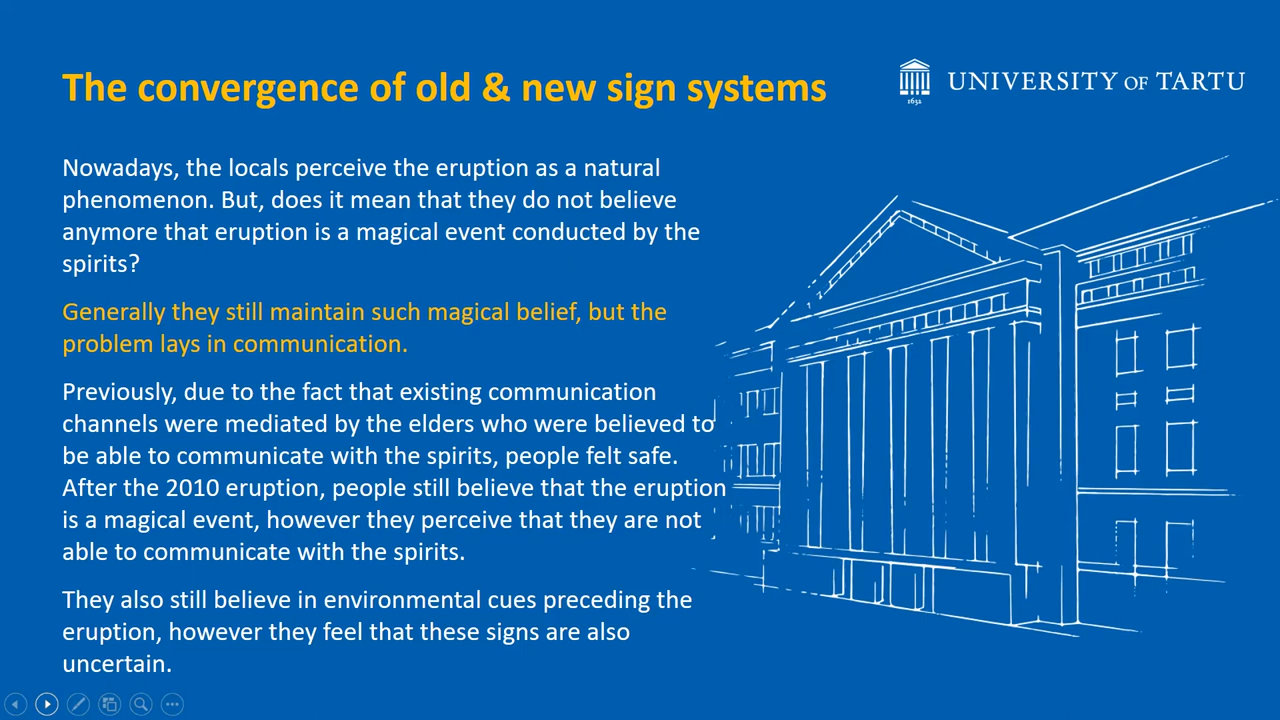 The convergence of old & new sign systems
1632
UNIVERSITY OF TARTU
Nowadays, the locals perceive the eruption as a natural
phenomenon. But, does it mean that they do not believe
anymore that eruption is a magical event conducted by the
spirits?
Generally they still maintain such magical belief, but the
problem lays in communication.
Previously, due to the fact that existing communication
channels were mediated by the elders who were believed to
be able to communicate with the spirits, people felt safe.
After the 2010 eruption, people still believe that the eruption
is a magical event, however they perceive that they are not
able to communicate with the spirits.
They also still believe in environmental cues preceding the
eruption, however they feel that these signs are also
uncertain.